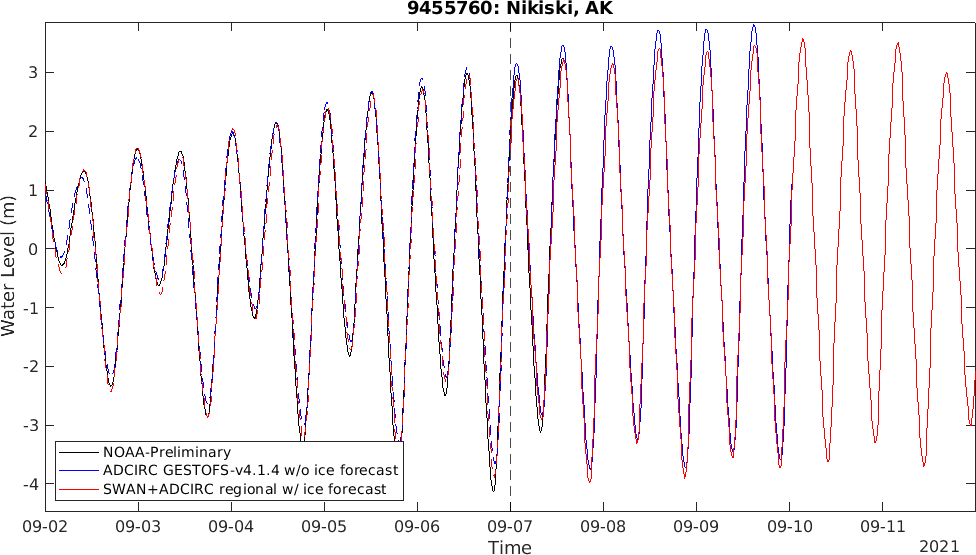 9455760: Nikiski, AK
Water Level (m)
3
2
1
0
-1
-2
-3
-4
NOAA-Preliminary
ADCIRC GESTOFS-v4.1.4 w/o ice forecast
SWAN+ADCIRC regional w/ ice forecast
09-02 09-03 09-04 09-05 09-06 09-07 09-08 09-09 09-10 09-11
Time
2021